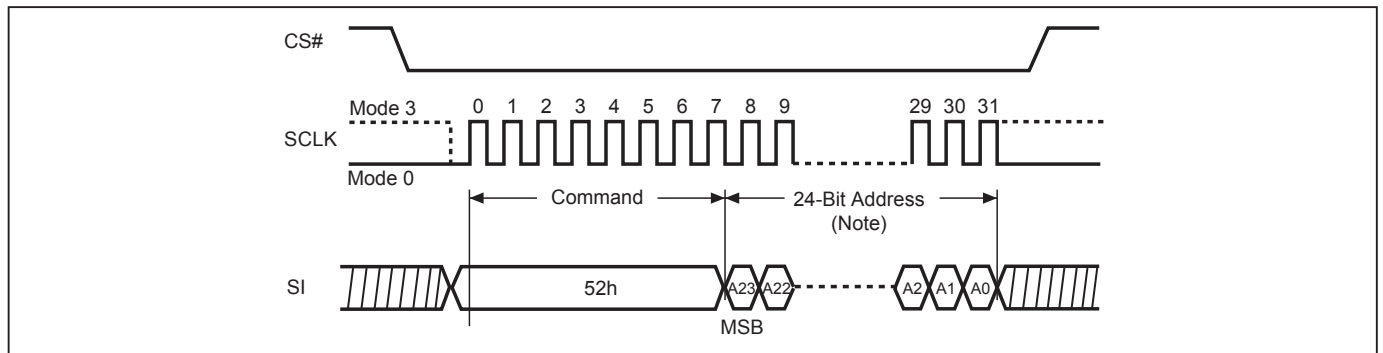 CS#
Mode 3
0 1 2 3 4 5 6 7 8 9 29 30 31
SCLK
Mode 0
Command
24-Bit Address
(Note)
SI
52h
A23 A22
A2 A1 A0
MSB